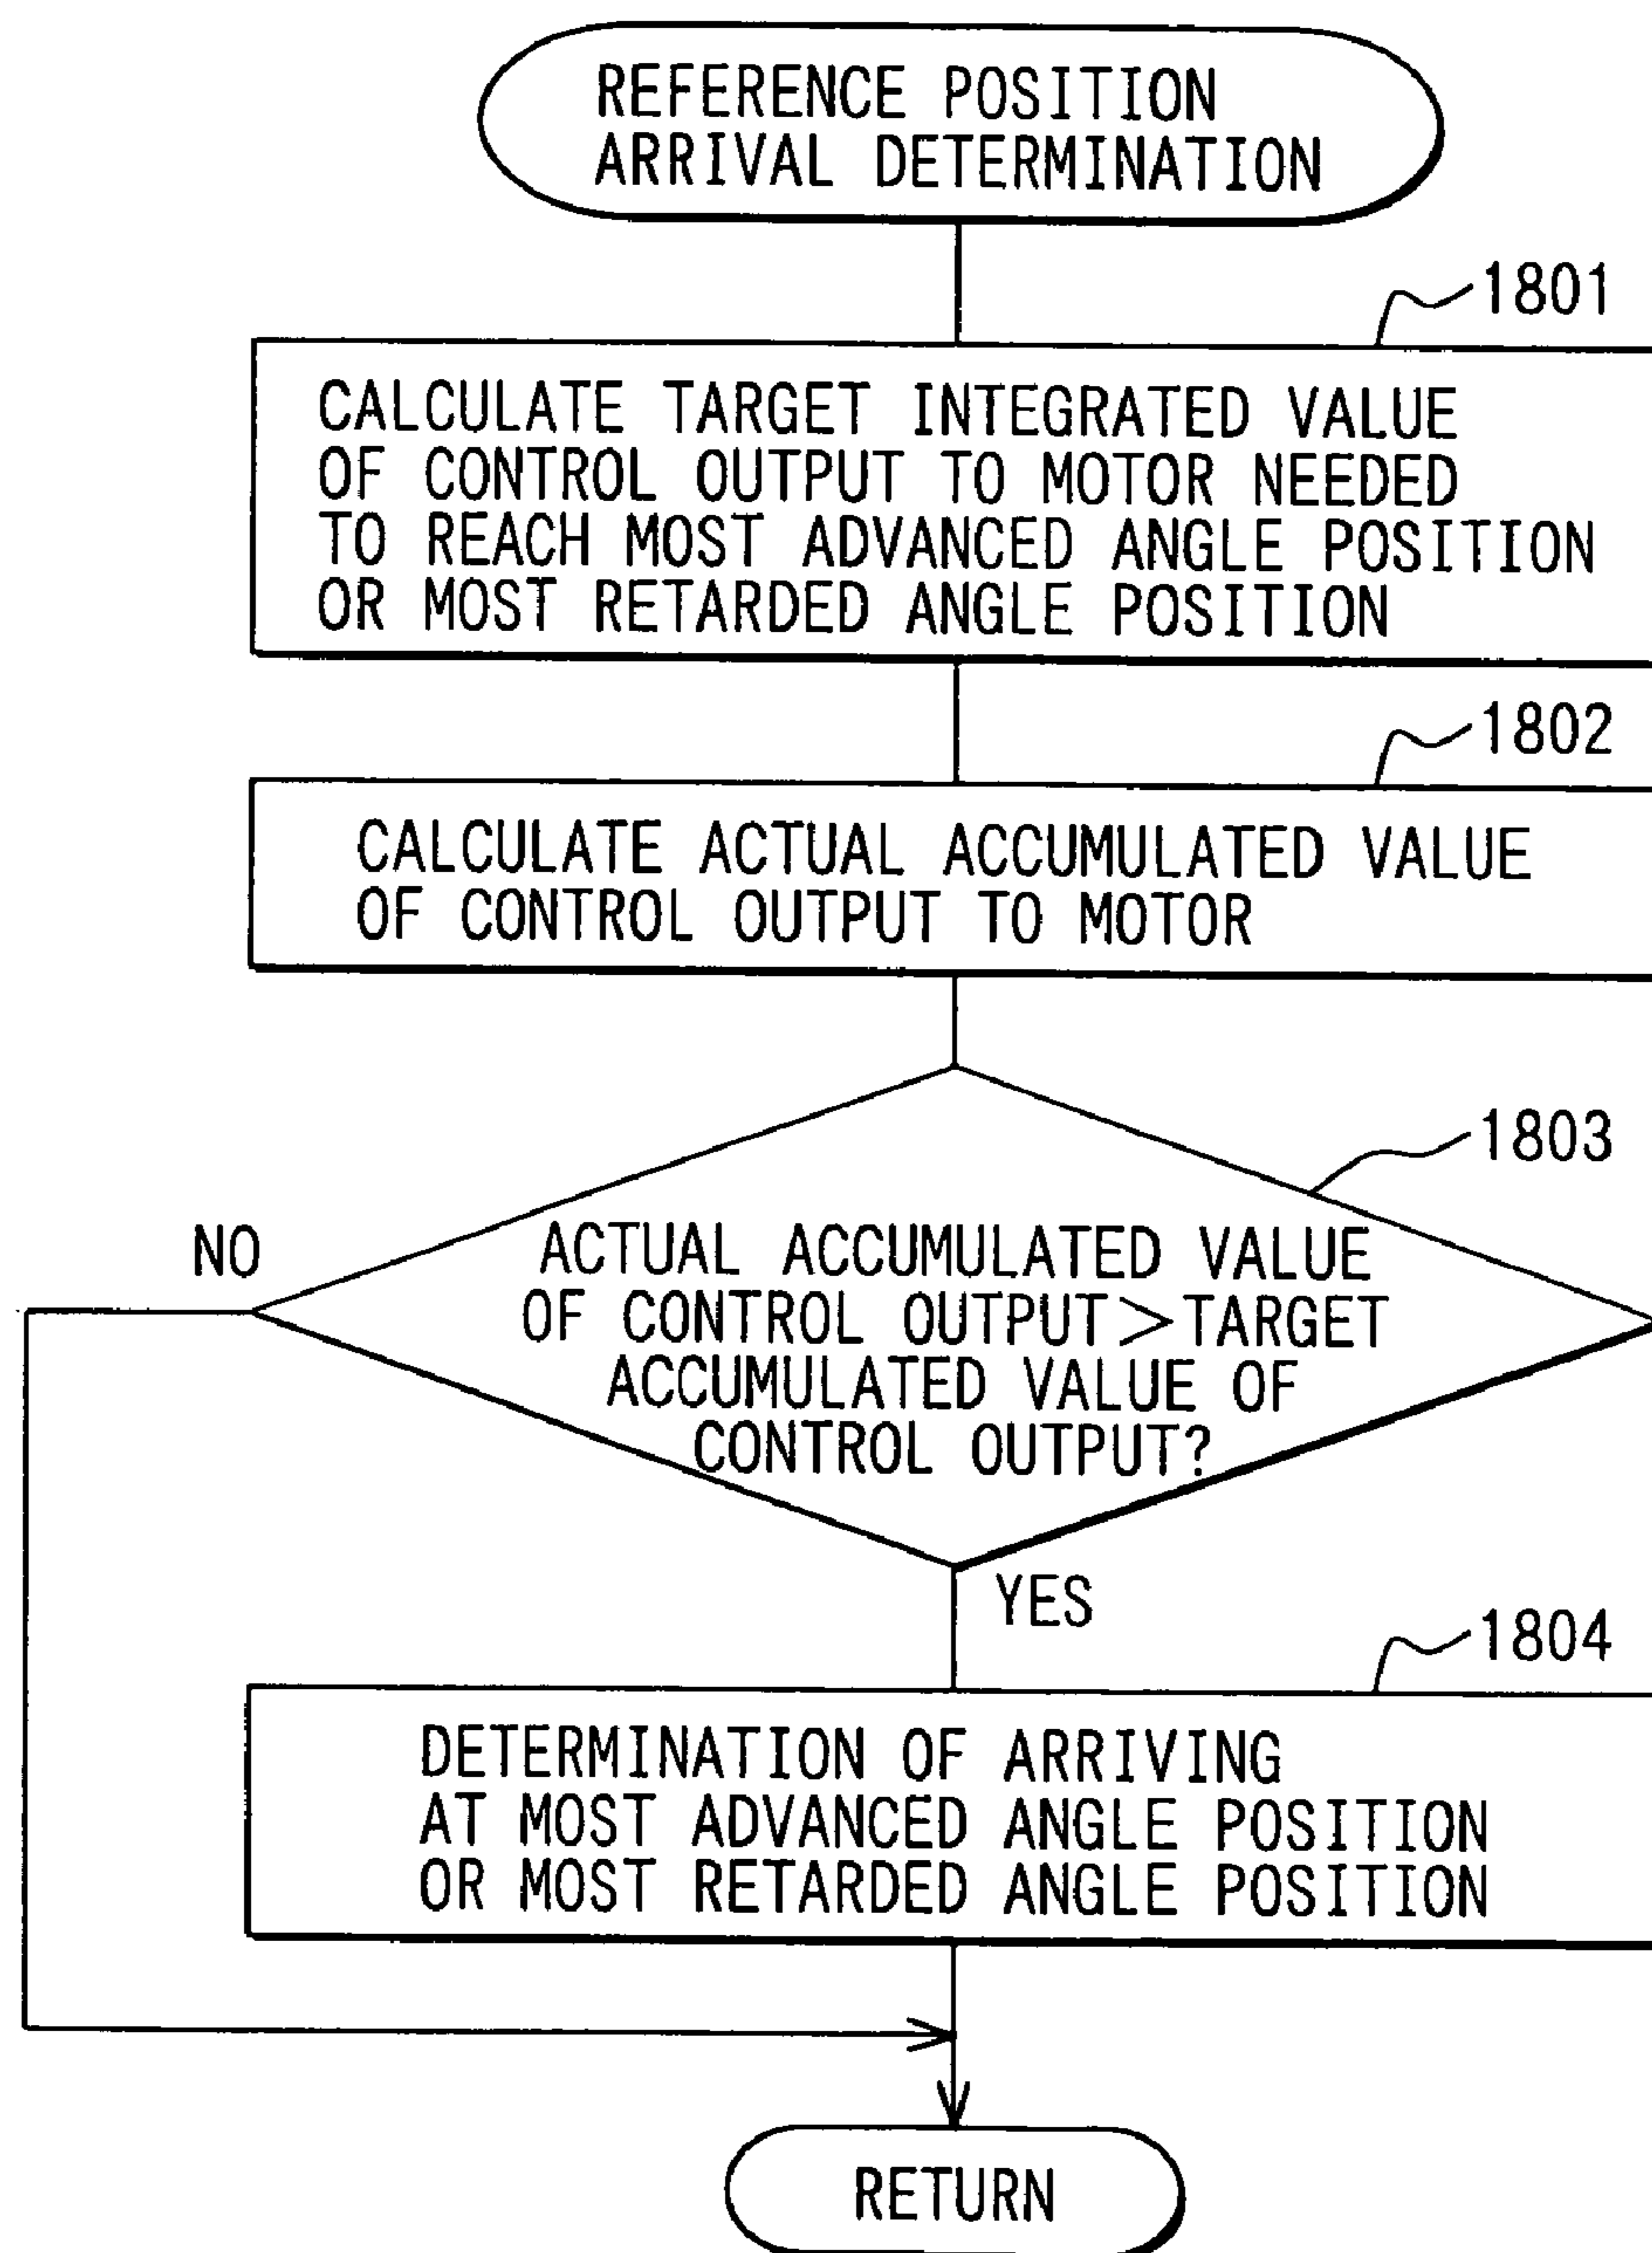 REFERENCE POSITION
ARRIVAL DETERMINATION
1801
CALCULATE TARGET INTEGRATED VALUE
OF CONTROL OUTPUT TO MOTOR NEEDED
TO REACH MOST ADVANCED ANGLE POSITION
OR MOST RETARDED ANGLE POSITION
1802
CALCULATE ACTUAL ACCUMULATED VALUE
OF CONTROL OUTPUT TO MOTOR
1803
NO
ACTUAL ACCUMULATED VALUE
OF CONTROL OUTPUT>TARGET
ACCUMULATED VALUE OF
CONTROL OUTPUT?
YES
1804
DETERMINATION OF ARRIVING
AT MOST ADVANCED ANGLE POSITION
OR MOST RETARDED ANGLE POSITION
RETURN